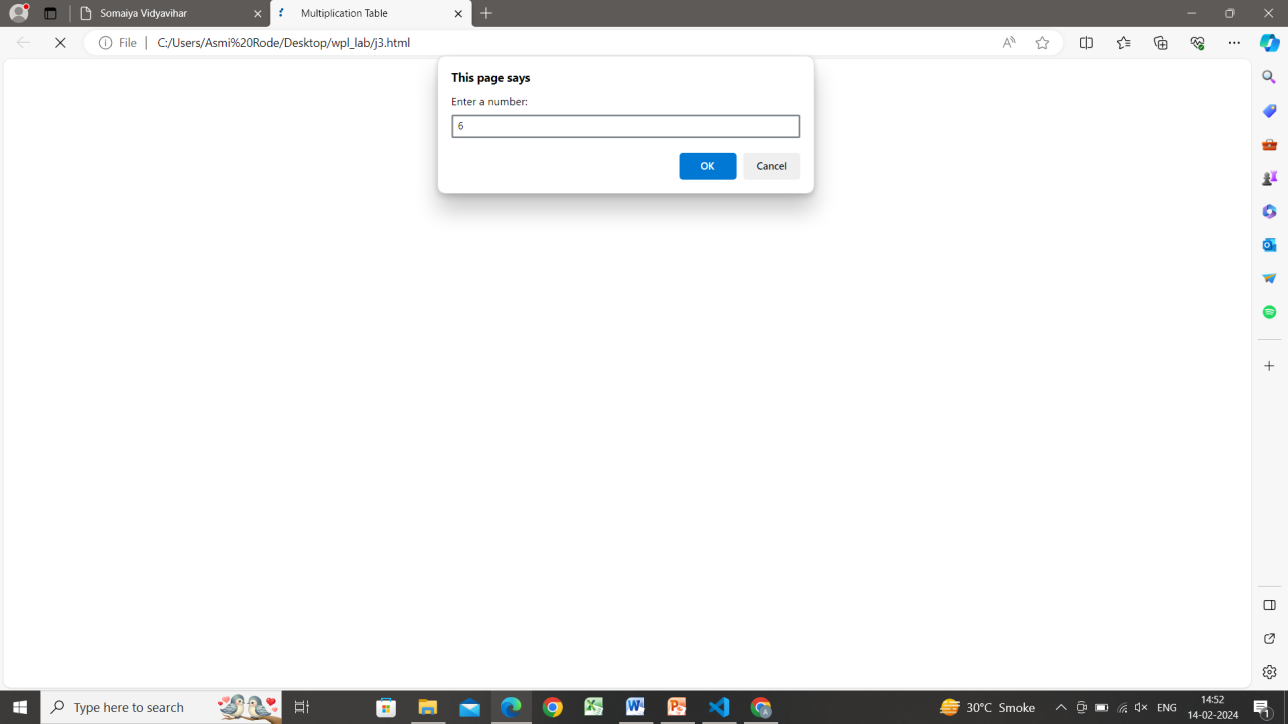 Somaiya Vidyavihar
Multiplication Table
File
C:/Users/Asmi%20Rode/Desktop/wpl_lab/j3.html
This page says
Enter a number:
6
OK Cancel
Type here to search
30°C Smoke
ENG
14:52
14-02-2024
1